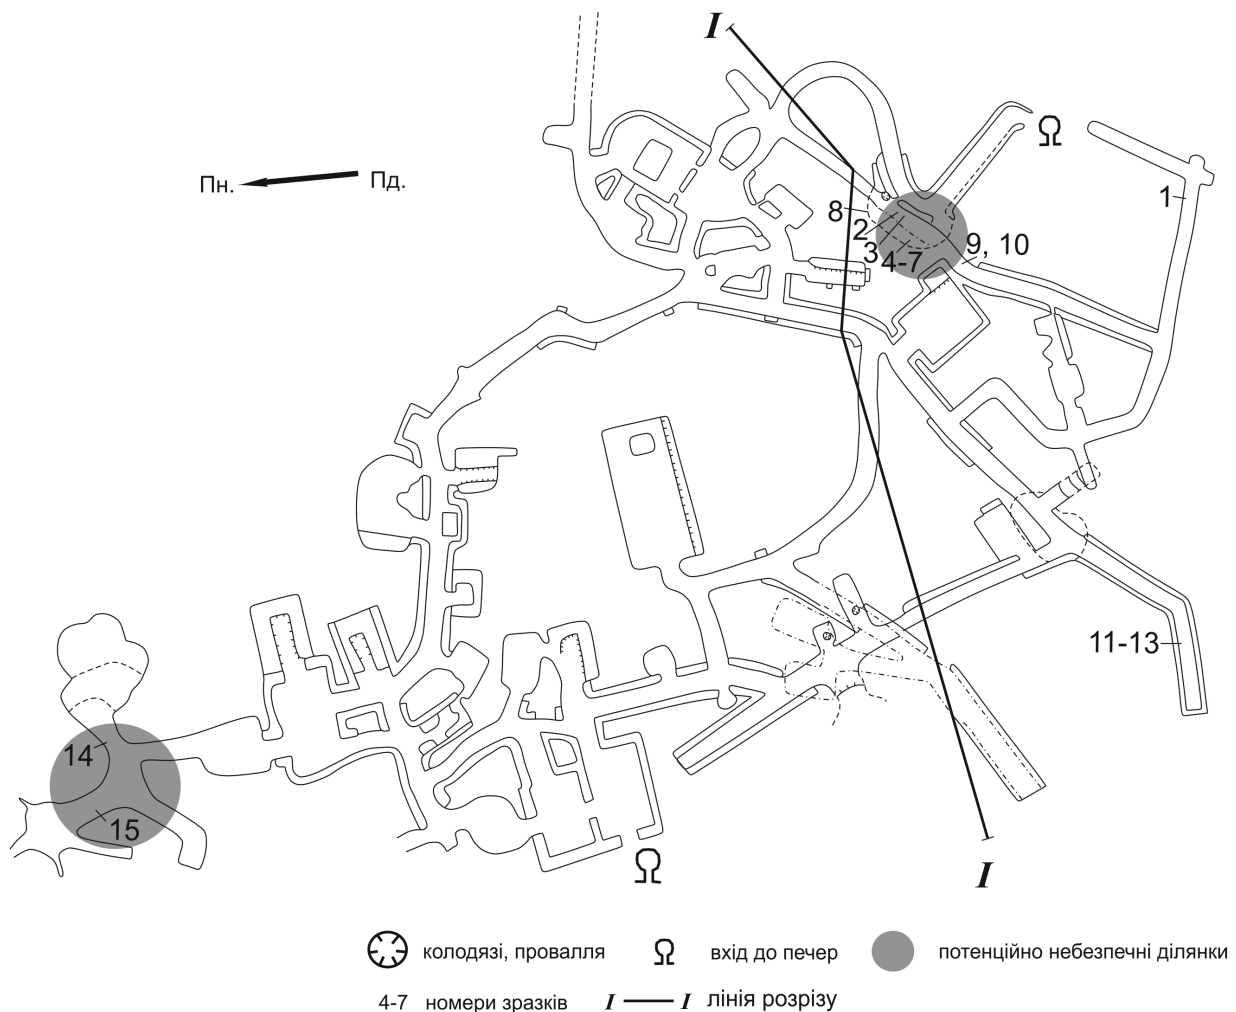 I
Пн.
Пд.
1
8
2
3
4-7
9, 10
11-13
14
15
I
колодязі, провалля
вхід до печер
потенційно небезпечні ділянки
4-7 номери зразків
I I лінія розрізу